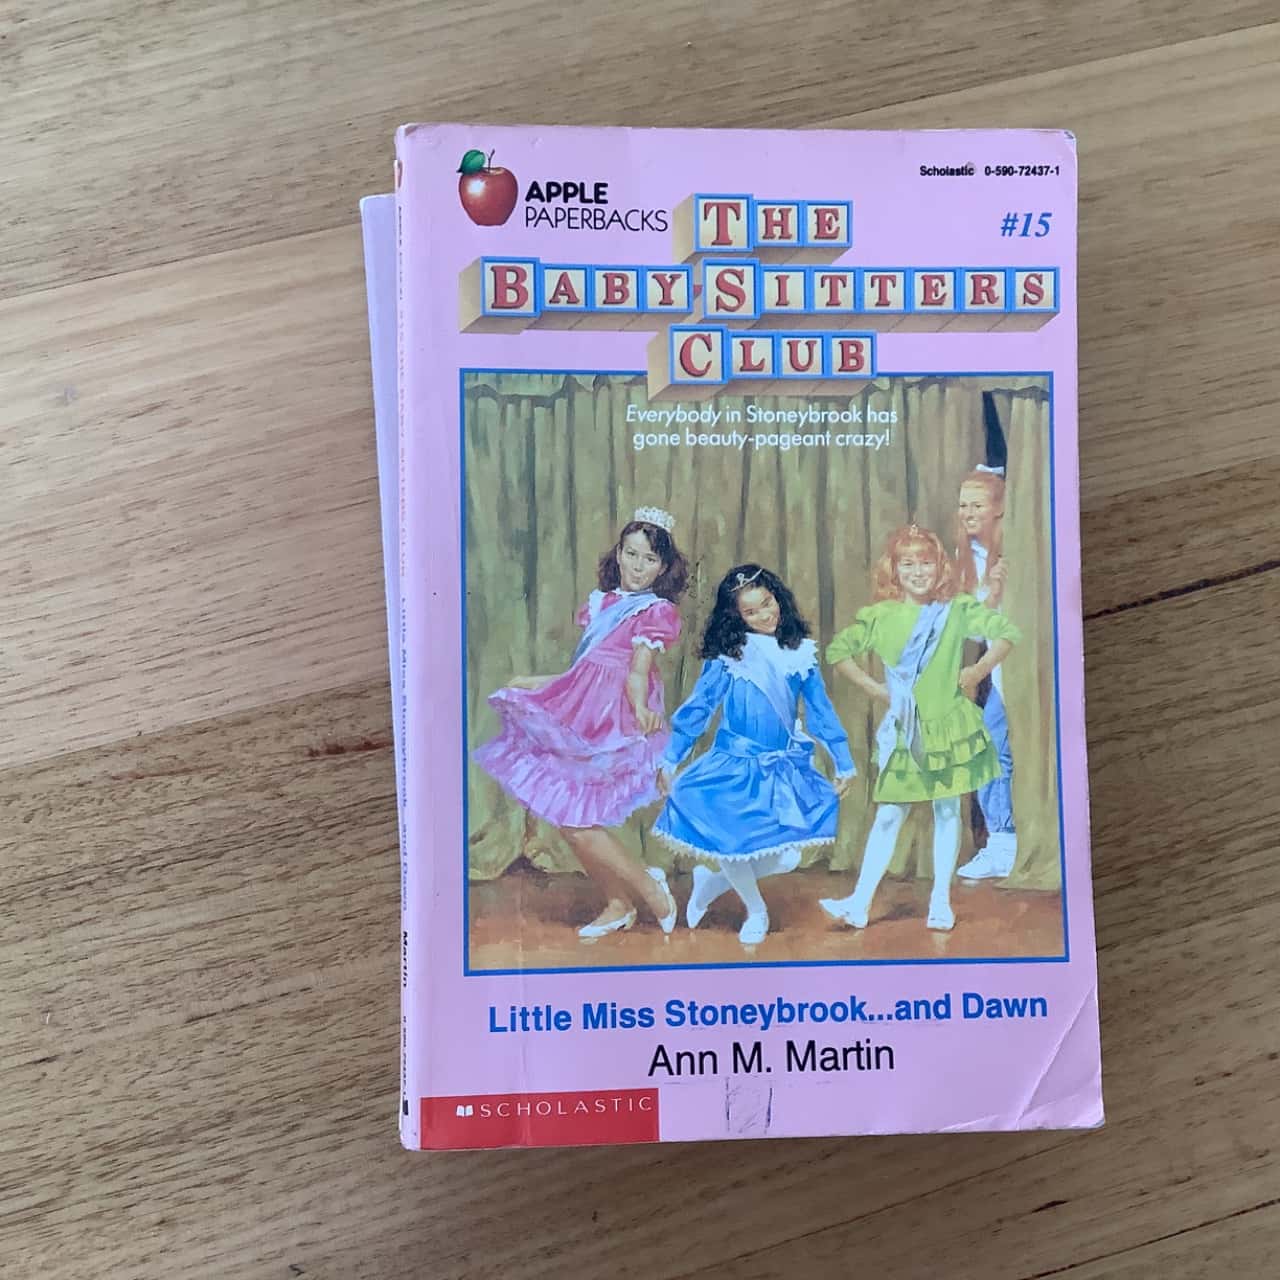 APPLE
PAPERBACKS
Scholastic 0-590-72437-1
#15
THE
BABY-SITTERS
CLUB
Everybody in Stoneybrook has
gone beauty-pageant crazy!
Little Miss Stoneybrook...and Dawn
Ann M. Martin
SCHOLASTIC
Martin